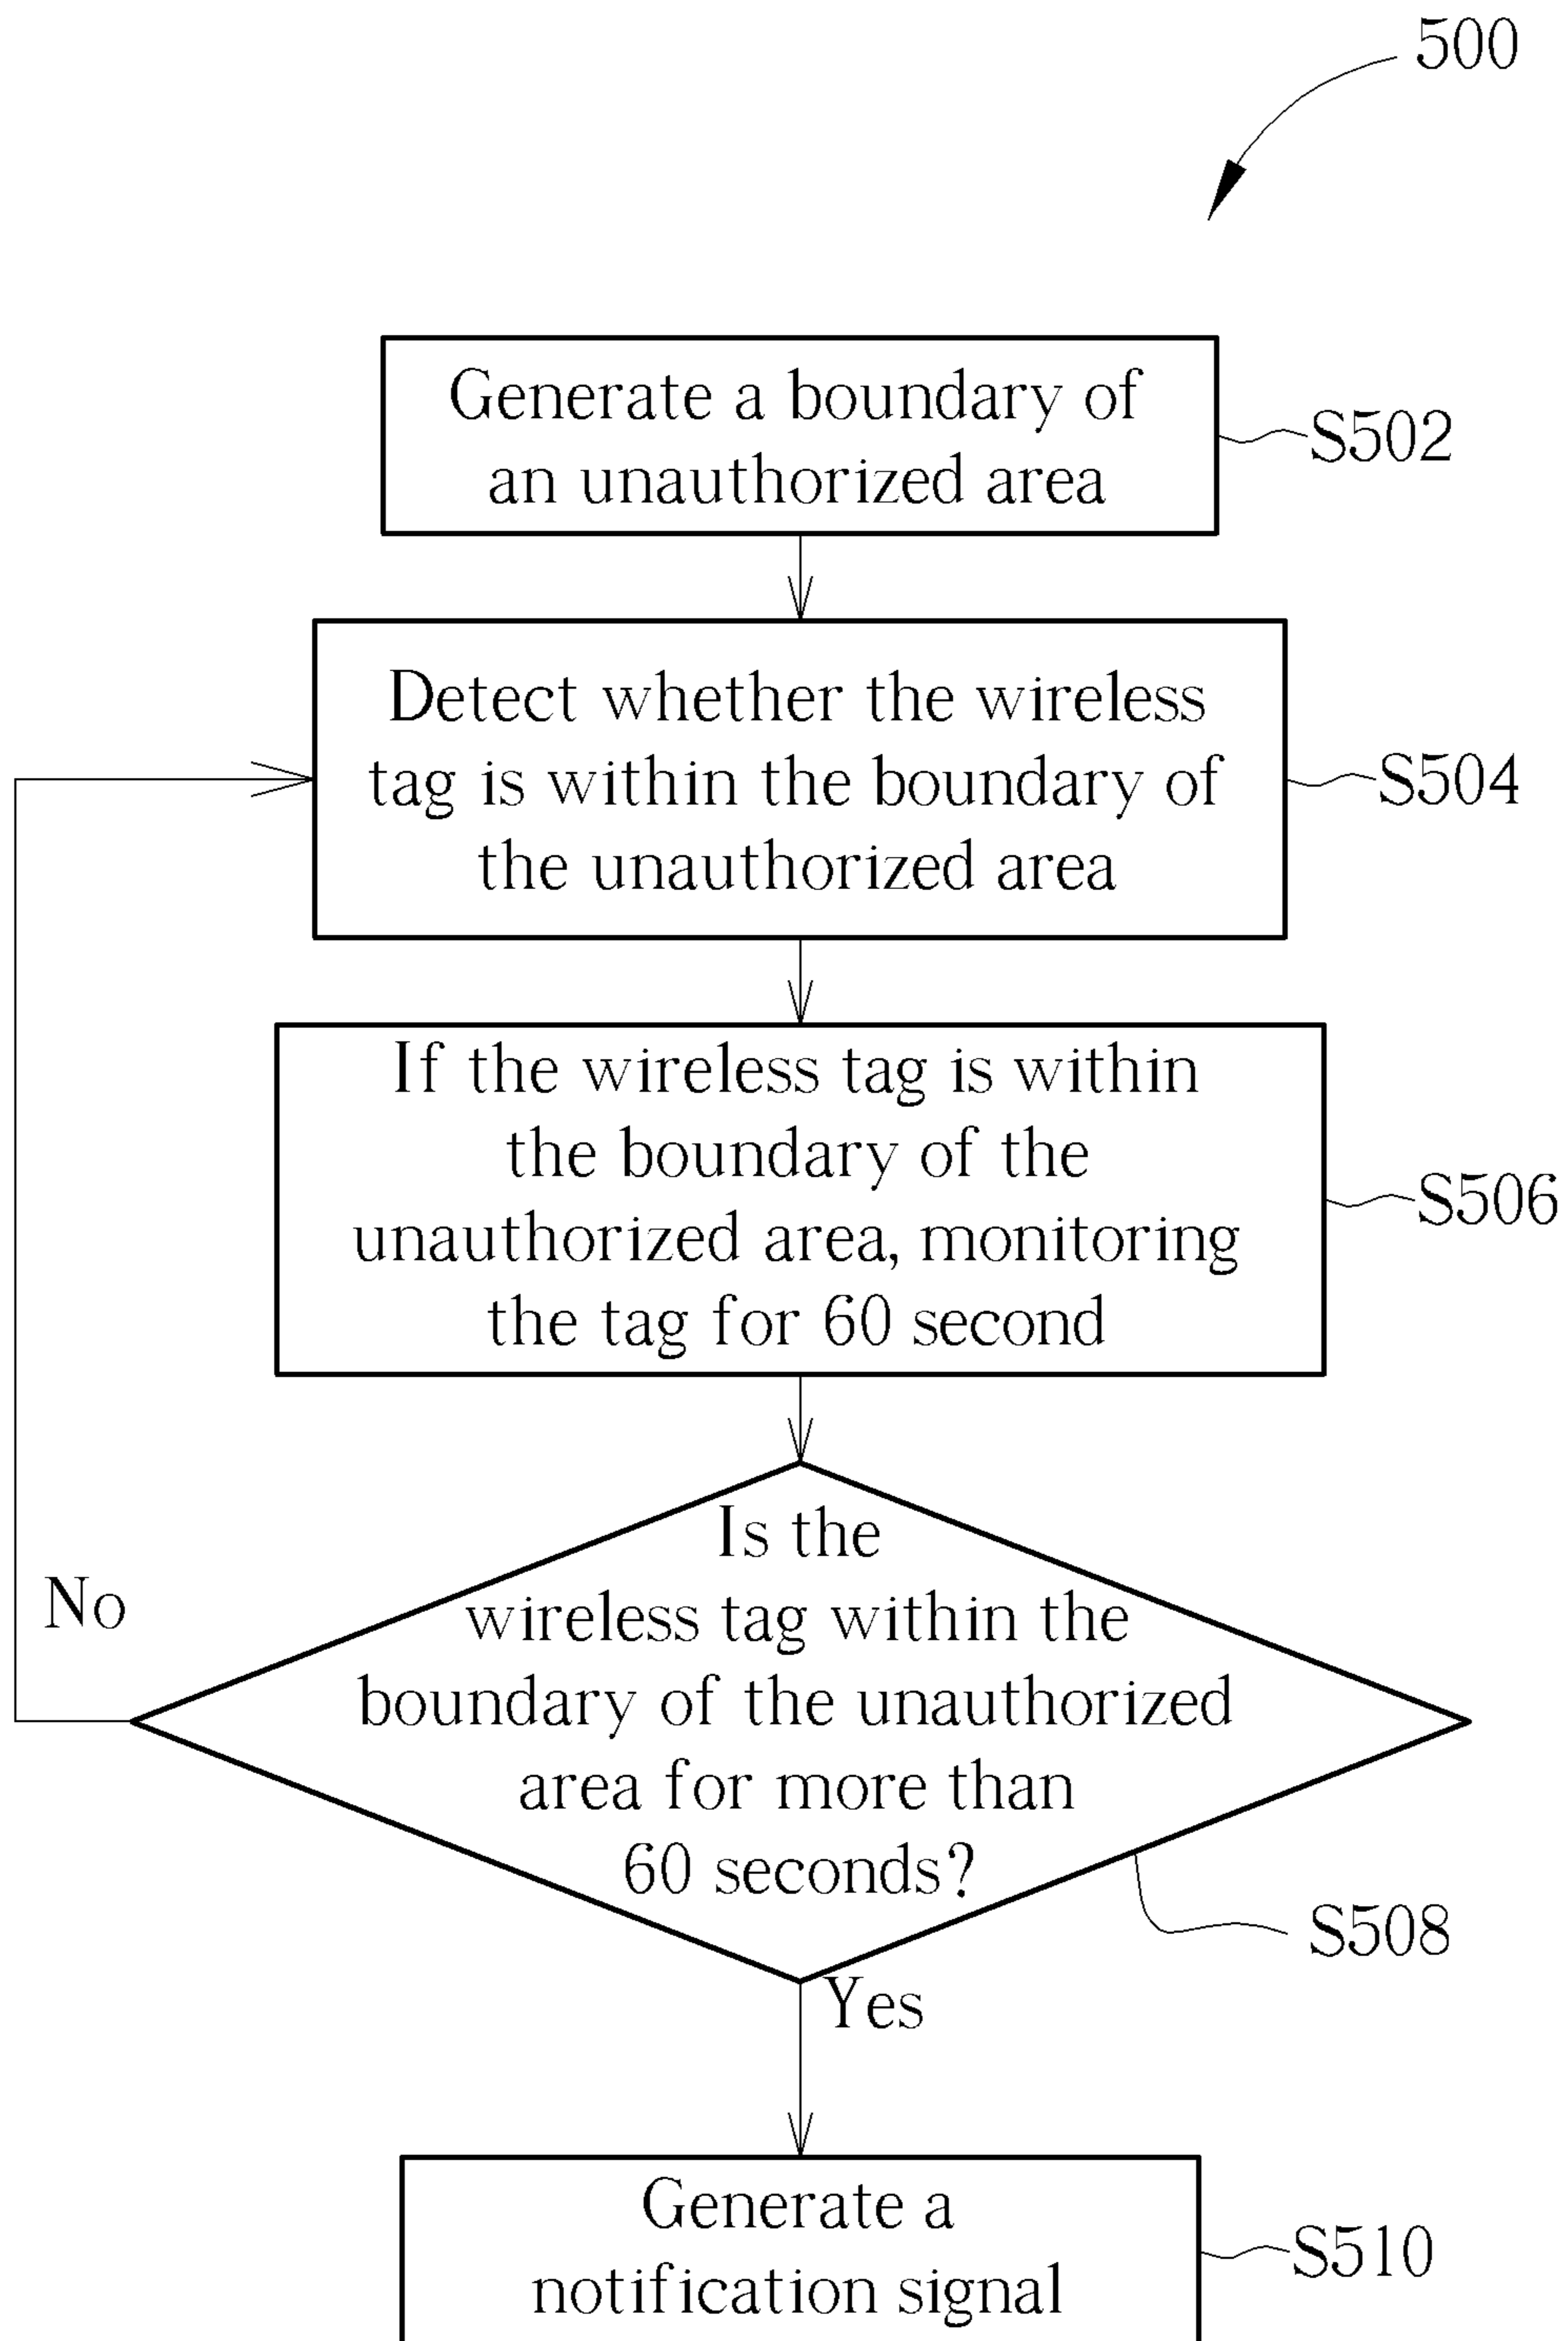 500
Generate a boundary of
an unauthorized area
S502
Detect whether the wireless
tag is within the boundary of
the unauthorized area
S504
If the wireless tag is within
the boundary of the
unauthorized area, monitoring
the tag for 60 second
S506
Is the
wireless tag within the
boundary of the unauthorized
area for more than
60 seconds?
No
S508
Yes
Generate a
notification signal
S510